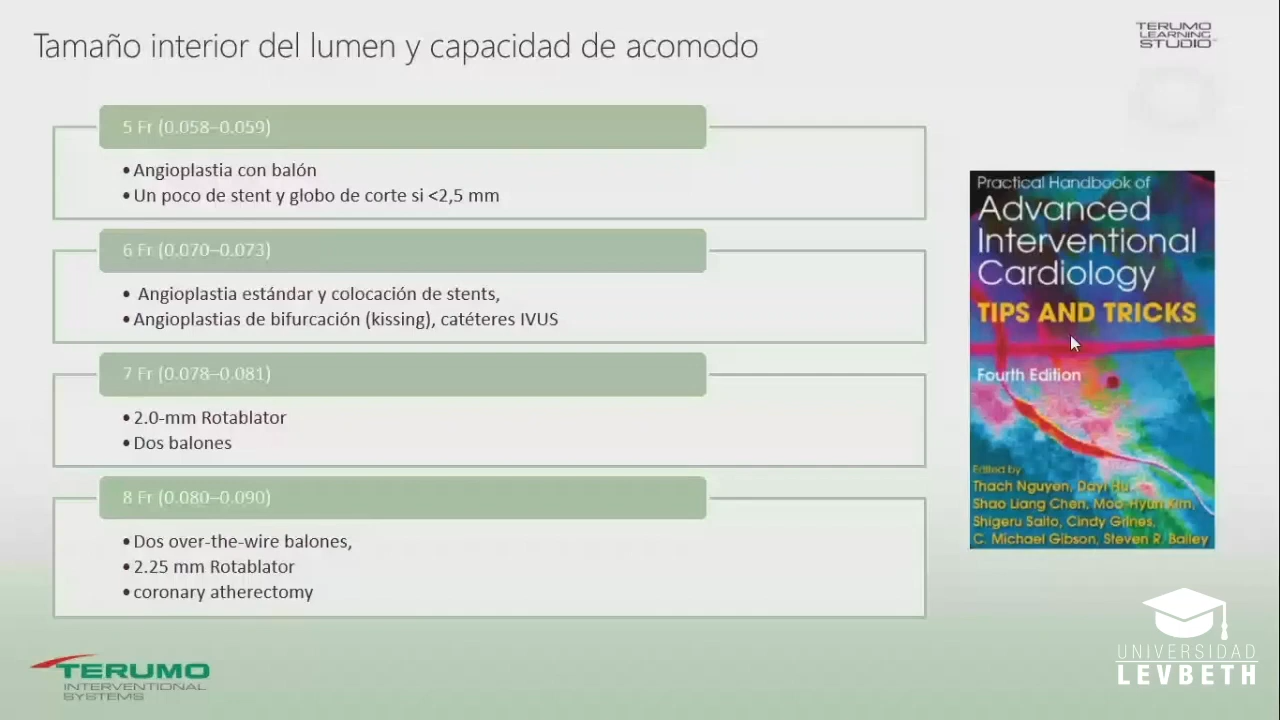 Tamaño interior del lumen y capacidad de acomodo
TERUMO
LEARNING
STUDIO
5 Fr (0.058–0.059)
•Angioplastia con balón
•Un poco de stent y globo de corte si <2,5 mm
6 Fr (0.070–0.073)
• Angioplastia estándar y colocación de stents,
•Angioplastias de bifurcación (kissing), catéteres IVUS
7 Fr (0.078–0.081)
•2.0-mm Rotablator
•Dos balones
8 Fr (0.080–0.090)
•Dos over-the-wire balones,
•2.25 mm Rotablator
•coronary atherectomy
Practical Handbook of
Advanced
Interventional
Cardiology
TIPS AND TRICKS
Fourth Edition
Edited by
Thach Nguyen, Dayi Hu,
Shao Liang Chen, Moo-Hyun Kim,
Shigeru Saito, Cindy Grines,
C. Michael Gibson, Steven R. Bailey
TERUMO
INTERVENTIONAL
SYSTEMS
UNIVERSIDAD
LEVBETH